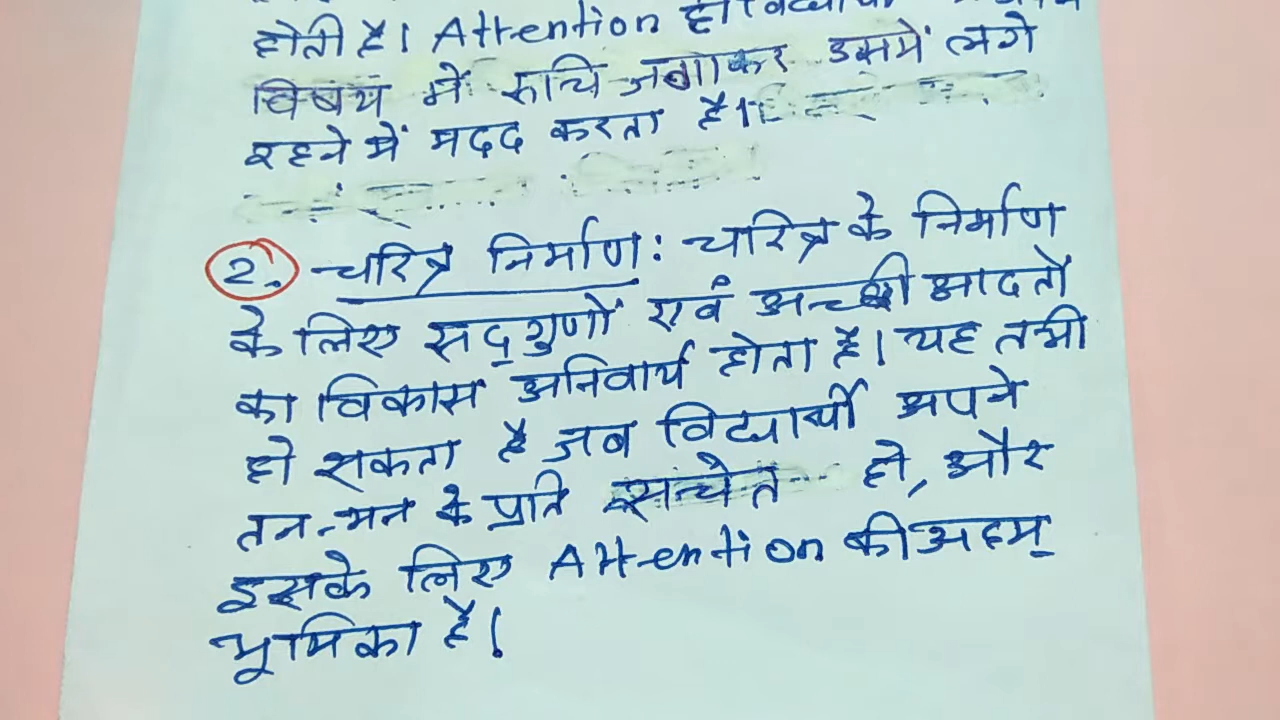 होती है। Attention ही
विषय में रुचि जगाकर उसमें लगे
रहने में मदद करता है।
2. चरित्र निर्माण: चरित्र के निर्माण
के लिए सद्गुणों एवं अच्छी आदतों
का विकास अनिवार्य होता है। यह तभी
हो सकता है जब विद्यार्थी अपने
तन-मन के प्रति सचेत हो, और
इसके लिए Attention की अहम्
भूमिका है।